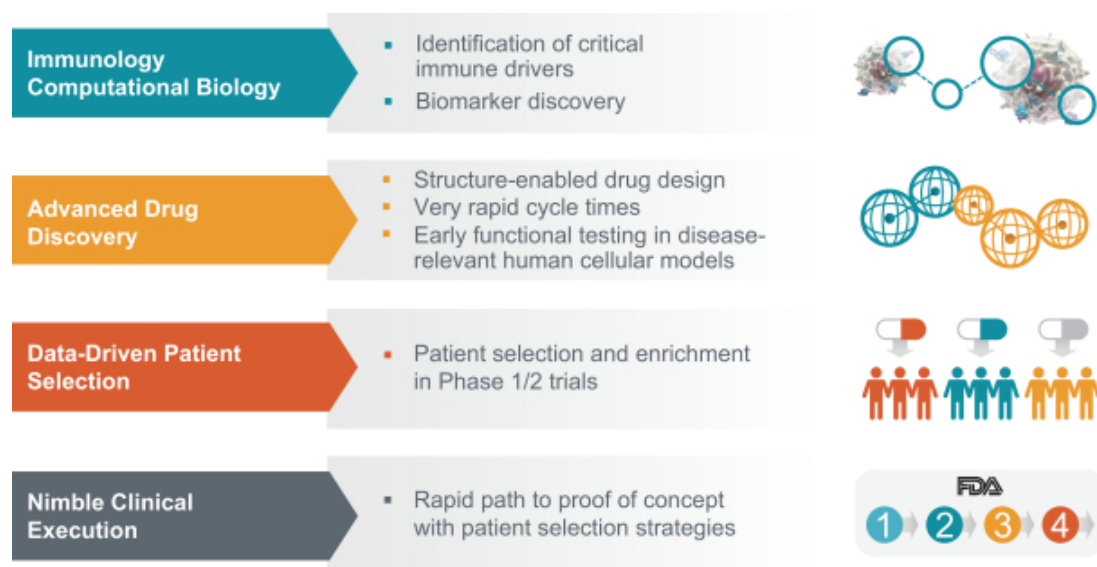 Immunology
Computational Biology
▪ Identification of critical
immune drivers
▪ Biomarker discovery
Advanced Drug
Discovery
▪ Structure-enabled drug design
▪ Very rapid cycle times
▪ Early functional testing in disease-
relevant human cellular models
Data-Driven Patient
Selection
▪ Patient selection and enrichment
in Phase 1/2 trials
Nimble Clinical
Execution
▪ Rapid path to proof of concept
with patient selection strategies
FDA
1 2 3 4